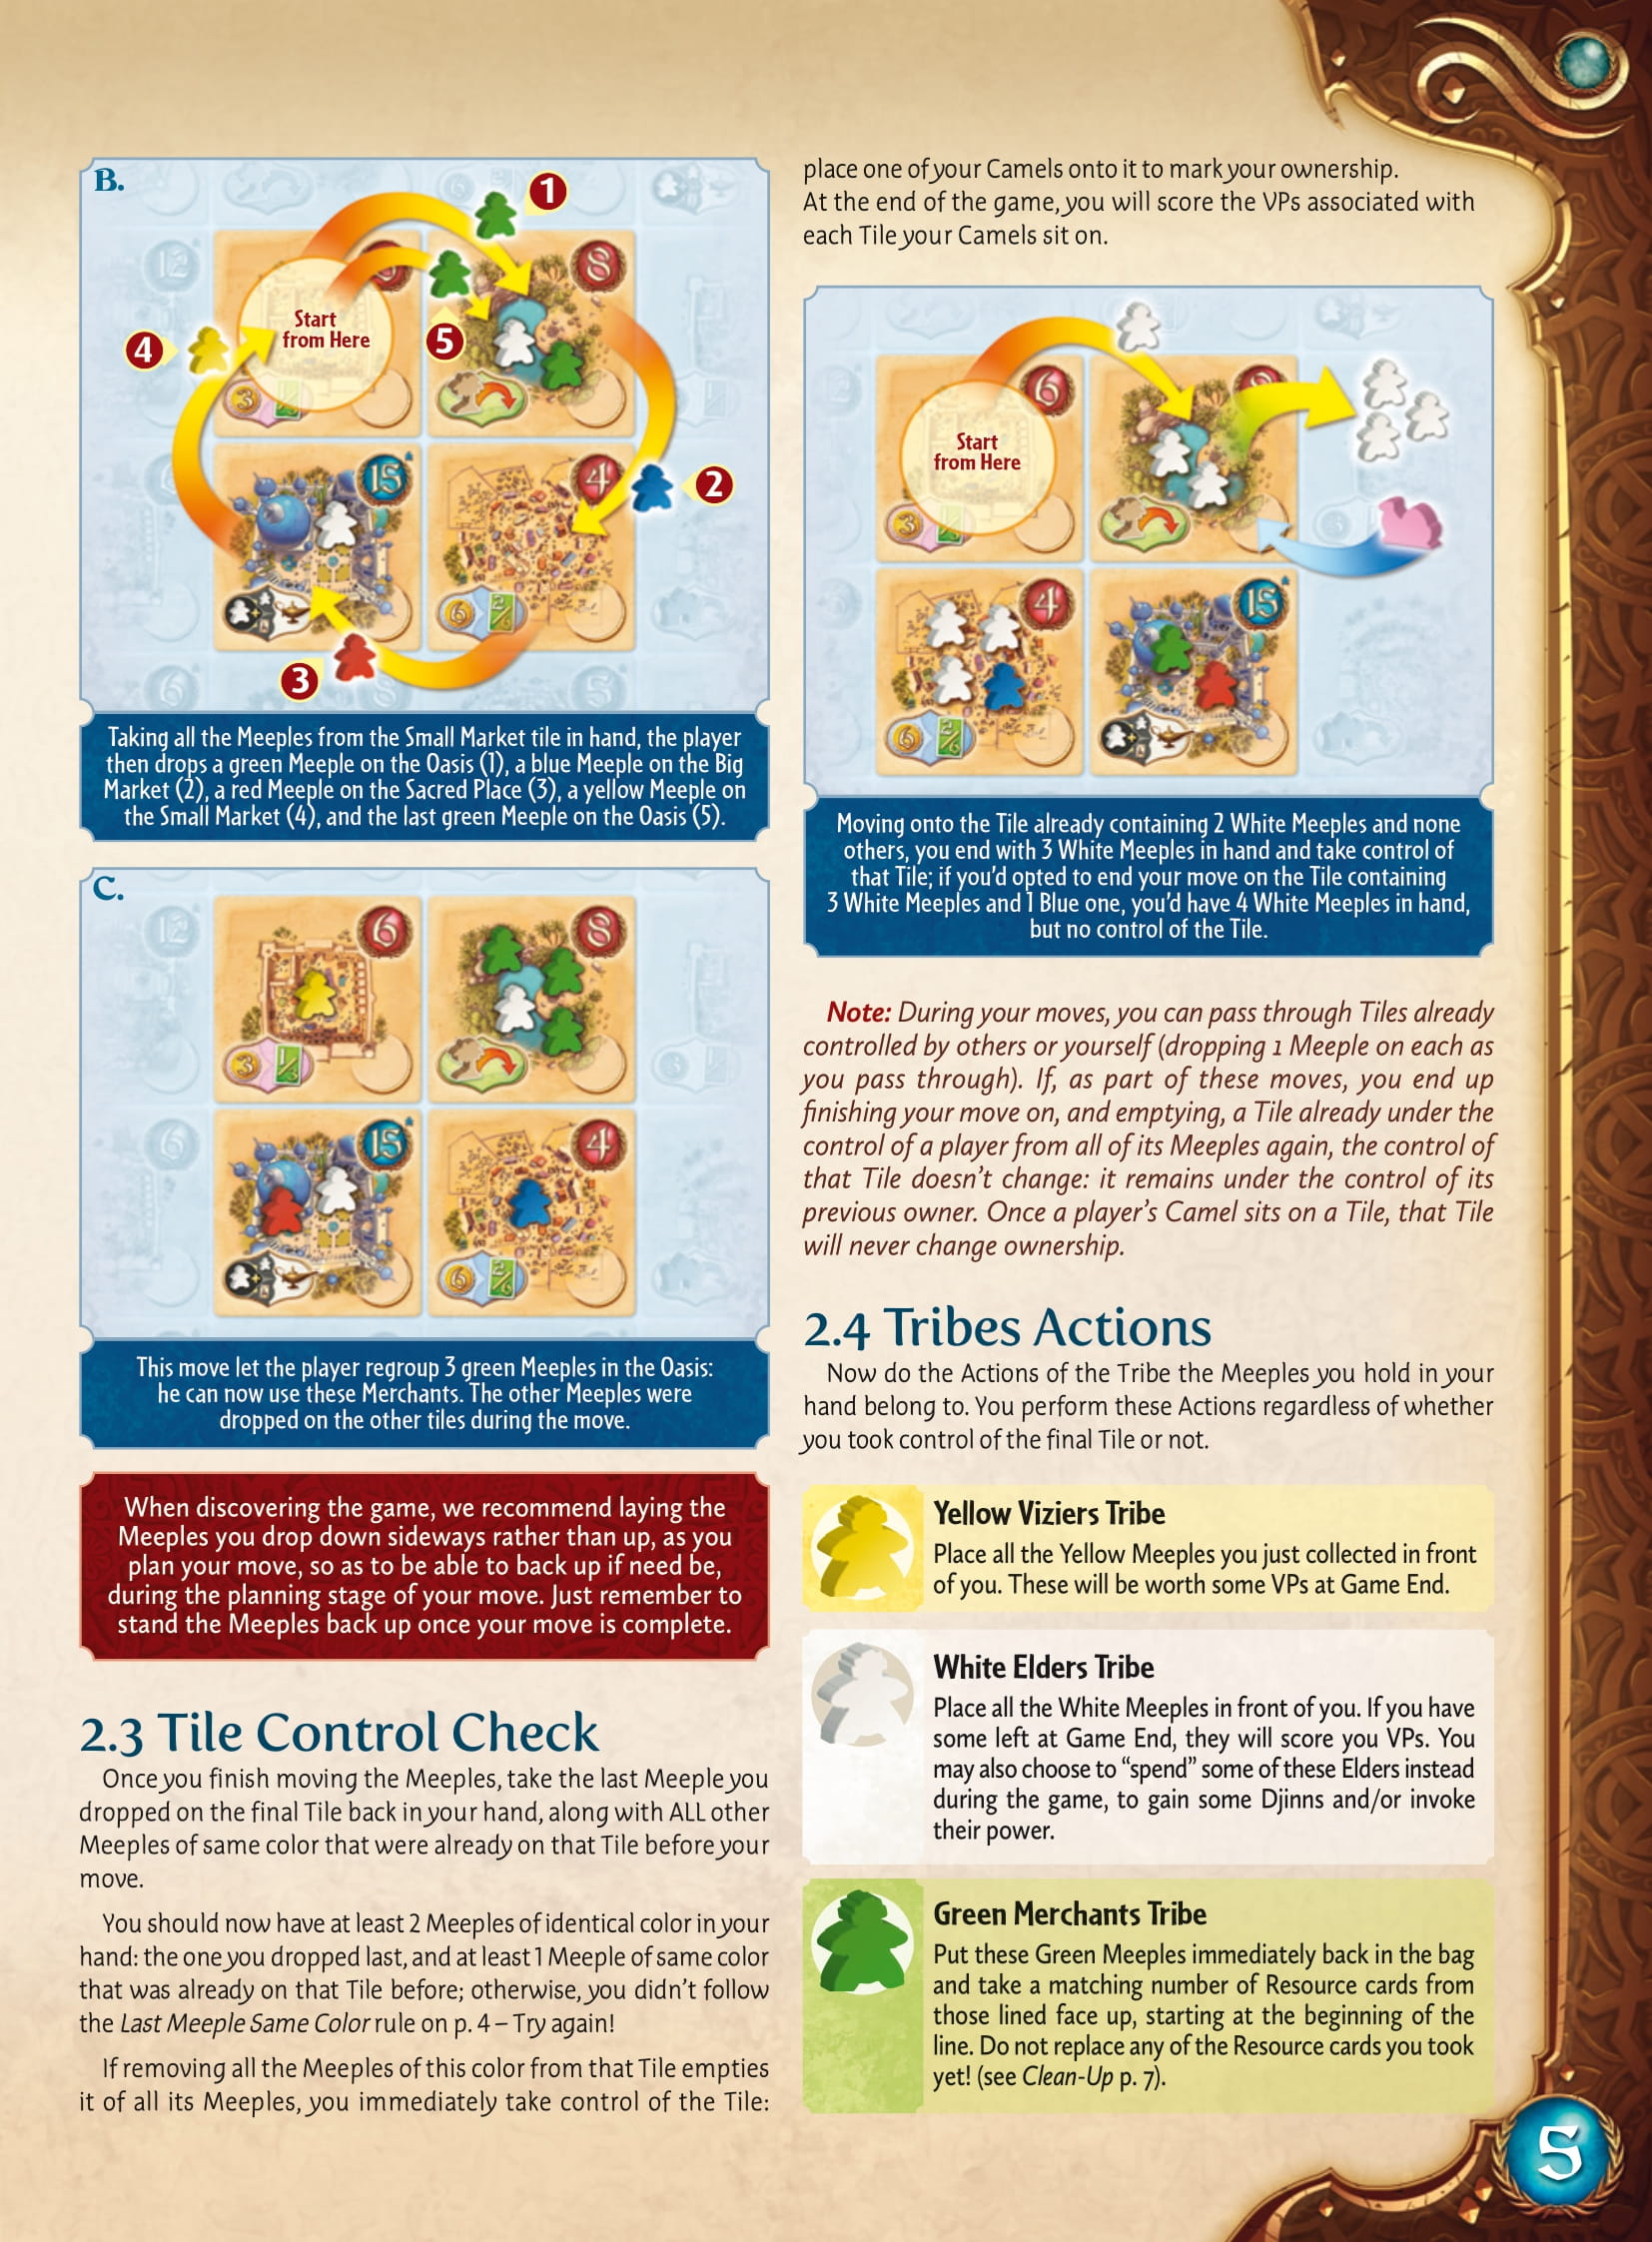 B.
1
12
8
Start
from Here
4
5
3
15
4
2
6
3
6
8
5
Taking all the Meeples from the Small Market tile in hand, the player
then drops a green Meeple on the Oasis (1), a blue Meeple on the Big
Market (2), a red Meeple on the Sacred Place (3), a yellow Meeple on
the Small Market (4), and the last green Meeple on the Oasis (5).
C.
12
6
8
3 1/3
6
15
4
6 2/6
This move let the player regroup 3 green Meeples in the Oasis:
he can now use these Merchants. The other Meeples were
dropped on the other tiles during the move.
When discovering the game, we recommend laying the
Meeples you drop down sideways rather than up, as you
plan your move, so as to be able to back up if need be,
during the planning stage of your move. Just remember to
stand the Meeples back up once your move is complete.
2.3 Tile Control Check
Once you finish moving the Meeples, take the last Meeple you
dropped on the final Tile back in your hand, along with ALL other
Meeples of same color that were already on that Tile before your
move.
You should now have at least 2 Meeples of identical color in your
hand: the one you dropped last, and at least 1 Meeple of same color
that was already on that Tile before; otherwise, you didn't follow
the Last Meeple Same Color rule on p. 4 – Try again!
If removing all the Meeples of this color from that Tile empties
it of all its Meeples, you immediately take control of the Tile:
place one of your Camels onto it to mark your ownership.
At the end of the game, you will score the VPs associated with
each Tile your Camels sit on.
6
Start
from Here
3
4
15
6 2/6
Moving onto the Tile already containing 2 White Meeples and none
others, you end with 3 White Meeples in hand and take control of
that Tile; if you'd opted to end your move on the Tile containing
3 White Meeples and 1 Blue one, you'd have 4 White Meeples in hand,
but no control of the Tile.
Note: During your moves, you can pass through Tiles already
controlled by others or yourself (dropping 1 Meeple on each as
you pass through). If, as part of these moves, you end up
finishing your move on, and emptying, a Tile already under the
control of a player from all of its Meeples again, the control of
that Tile doesn't change: it remains under the control of its
previous owner. Once a player's Camel sits on a Tile, that Tile
will never change ownership.
2.4 Tribes Actions
Now do the Actions of the Tribe the Meeples you hold in your
hand belong to. You perform these Actions regardless of whether
you took control of the final Tile or not.
Yellow Viziers Tribe
Place all the Yellow Meeples you just collected in front
of you. These will be worth some VPs at Game End.
White Elders Tribe
Place all the White Meeples in front of you. If you have
some left at Game End, they will score you VPs. You
may also choose to “spend” some of these Elders instead
during the game, to gain some Djinns and/or invoke
their power.
Green Merchants Tribe
Put these Green Meeples immediately back in the bag
and take a matching number of Resource cards from
those lined face up, starting at the beginning of the
line. Do not replace any of the Resource cards you took
yet! (see Clean-Up p. 7).
5